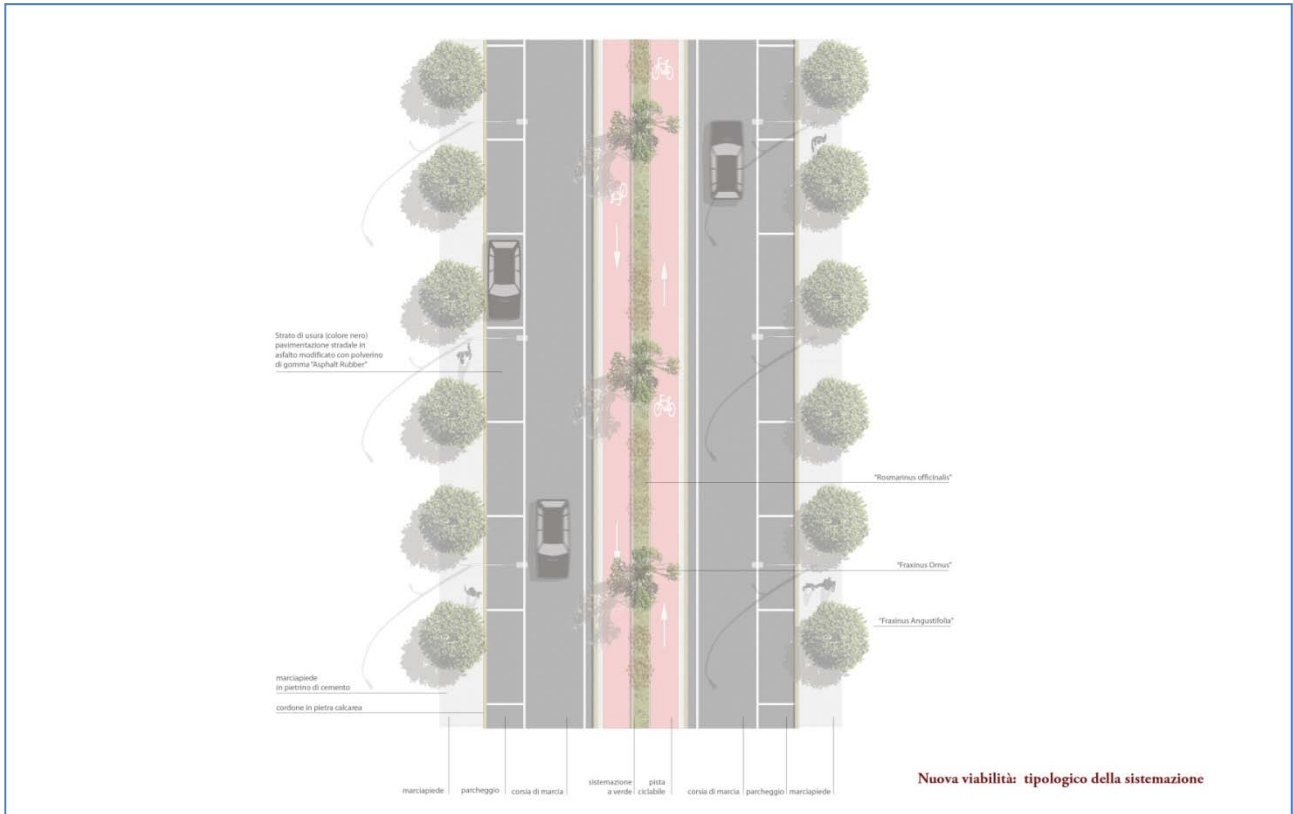 Strato di usura (colore nero)
pavimentazione stradale in
asfalto modificato con polverino
di gomma "Asphalt Rubber"
"Rosmarinus officinalis"
"Fraxinus Ornus"
"Fraxinus Angustifolia"
marciapiede
in pietrino di cemento
cordone in pietra calcarea
marciapiede
parcheggio
corsia di marcia
sistemazione
a verde
pista
ciclabile
corsia di marcia
parcheggio
marciapiede
Nuova viabilità: tipologico della sistemazione